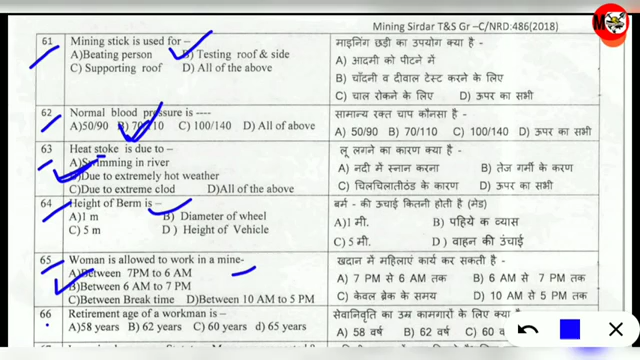 Mining Sirdar T&S Gr –C/NRD:486(2018)
61 Mining stick is used for –
A)Beating person B) Testing roof & side
C) Supporting roof D) All of the above
माइनिंग छड़ी का उपयोग क्या है -
A) आदमी को पीटने में
B) चाँदनी व दीवाल टेस्ट करने के लिए
C) चाल रोकने के लिए D) ऊपर का सभी
62 Normal blood pressure is ----
A)50/90 B) 70/110 C) 100/140 D) All of above
सामान्य रक्त चाप कौनसा है -
A) 50/90 B) 70/110 C) 100/140 D) ऊपर का सभी
63 Heat stoke is due to –
A)Swimming in river
B)Due to extremely hot weather
C)Due to extreme clod D)All of the above
लू लगने का कारण क्या है -
A) नदी में स्नान करना B) तेज गर्मी के करण
C) चिलचिलातीठंड के कारण D) ऊपर का सभी
64 Height of Berm is –
A)1 m B) Diameter of wheel
C) 5 m D ) Height of Vehicle
बर्म - की उचाई कितनी होती है (मेड)
A)1 मी. B) पहिये क व्यास
C) 5 मी. D ) वाहन की उंचाई
65 Woman is allowed to work in a mine-
A)Between 7PM to 6 AM
B)Between 6 AM to 7 PM
C)Between Break time D)Between 10 AM to 5 PM
खदान में महिलाएं कार्य कर सकती है -
A) 7 PM से 6 AM तक B) 6 AM से 7 PM तक
C) केवल ब्रेक के समय D) 10 AM से 5 PM तक
66 Retirement age of a workman is-
A)58 years B) 62 years C) 60 years d) 65 years
सेवानिवृति का उम्र कामगारों के लिए क्या है
A) 58 वर्ष B) 62 वर्ष C) 60 व